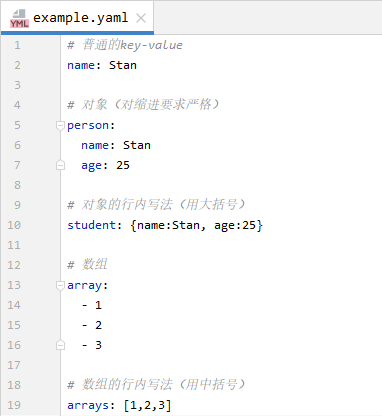 YML example.yaml
1 # 普通的key-value
2 name: Stan
3
4 # 对象（对缩进要求严格）
5 person:
6   name: Stan
7   age: 25
8
9 # 对象的行内写法（用大括号）
10 student: {name:Stan, age:25}
11
12 # 数组
13 array:
14   - 1
15   - 2
16   - 3
17
18 # 数组的行内写法（用中括号）
19 arrays: [1,2,3]